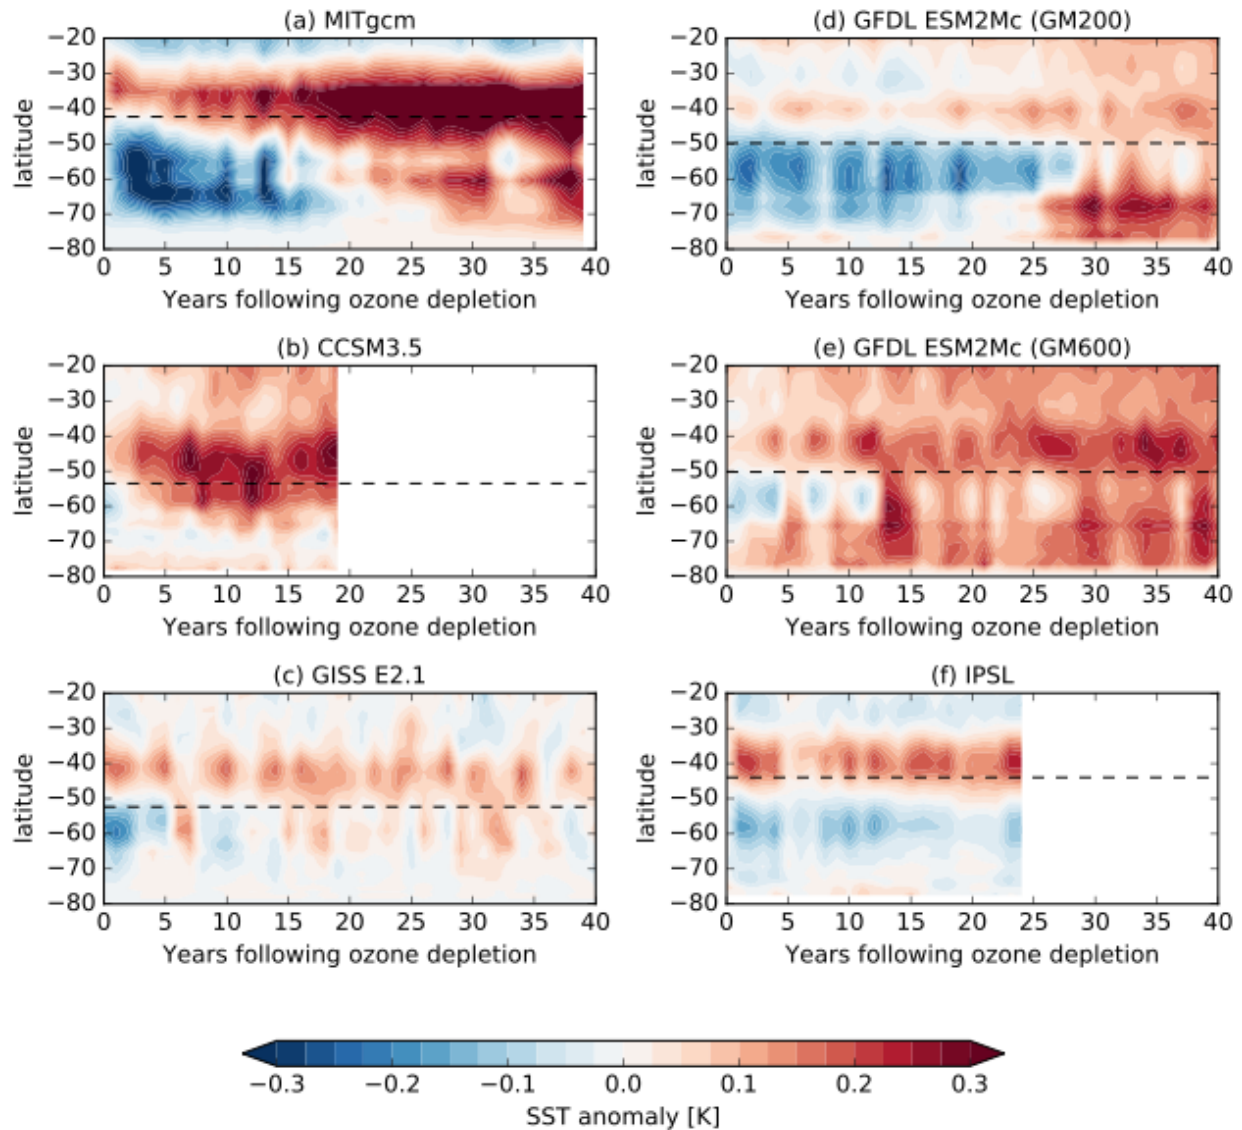 (a) MITgcm
−20
−30
−40
−50
−60
−70
−80
latitude
0 5 10 15 20 25 30 35 40
Years following ozone depletion
(d) GFDL ESM2Mc (GM200)
−20
−30
−40
−50
−60
−70
−80
latitude
0 5 10 15 20 25 30 35 40
Years following ozone depletion
(b) CCSM3.5
−20
−30
−40
−50
−60
−70
−80
latitude
0 5 10 15 20 25 30 35 40
Years following ozone depletion
(e) GFDL ESM2Mc (GM600)
−20
−30
−40
−50
−60
−70
−80
latitude
0 5 10 15 20 25 30 35 40
Years following ozone depletion
(c) GISS E2.1
−20
−30
−40
−50
−60
−70
−80
latitude
0 5 10 15 20 25 30 35 40
Years following ozone depletion
(f) IPSL
−20
−30
−40
−50
−60
−70
−80
latitude
0 5 10 15 20 25 30 35 40
Years following ozone depletion
−0.3 −0.2 −0.1 0.0 0.1 0.2 0.3
SST anomaly [K]